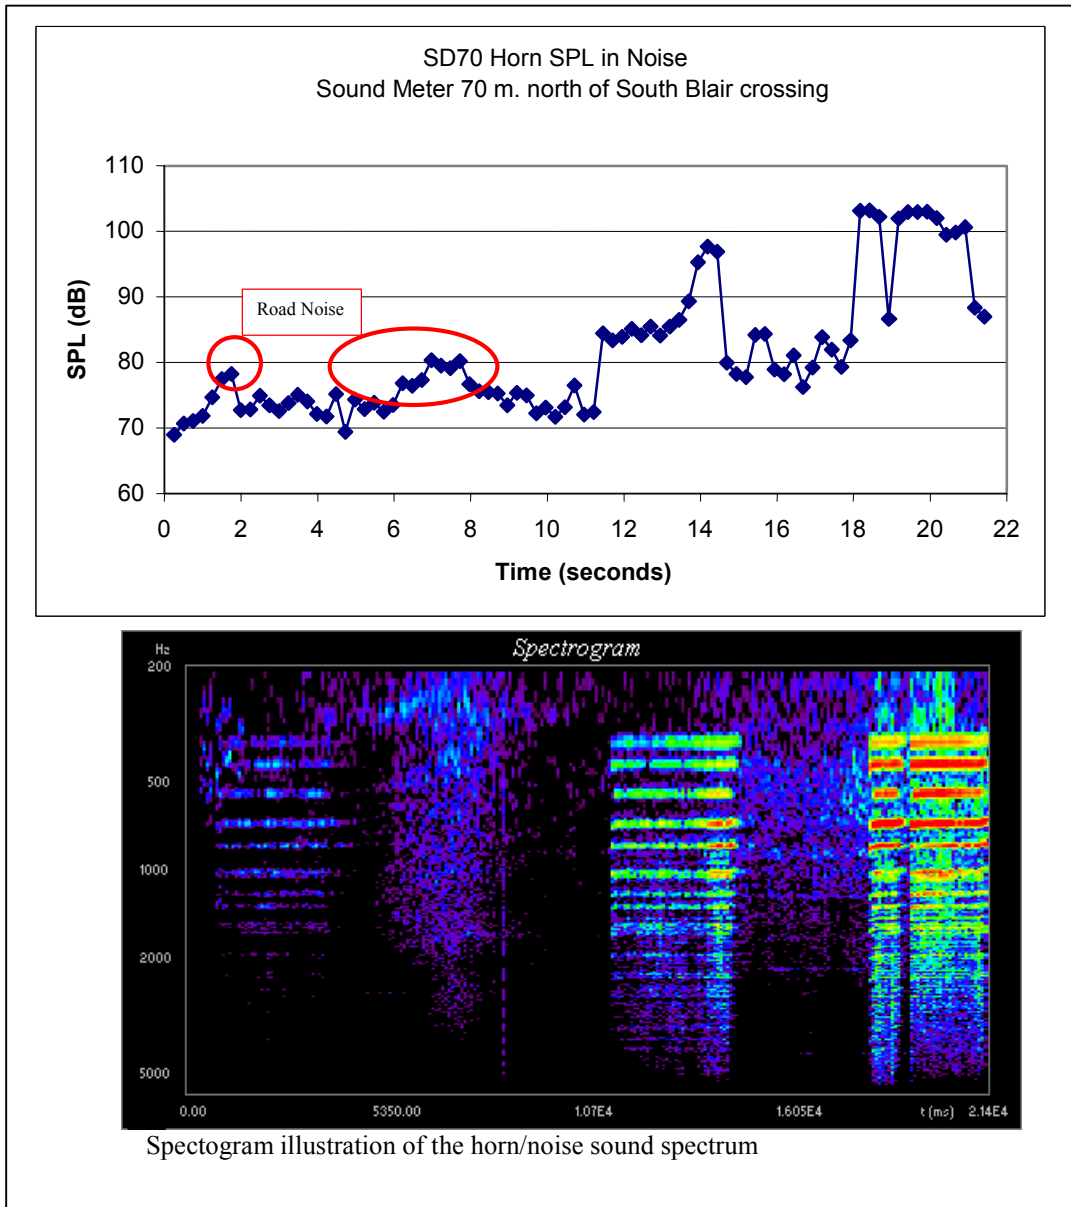 SD70 Horn SPL in Noise
Sound Meter 70 m. north of South Blair crossing
110
100
90
80
70
60
SPL (dB)
Road Noise
0 2 4 6 8 10 12 14 16 18 20 22
Time (seconds)
Spectrogram
Hz
200
500
1000
2000
5000
0.00 5350.00 1.07E4 1.605E4 t (ms) 2.14E4
Spectogram illustration of the horn/noise sound spectrum